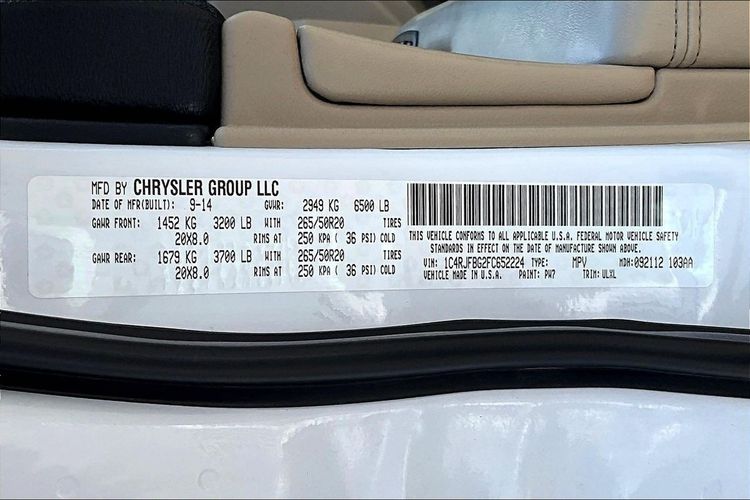 MFD BY CHRYSLER GROUP LLC
DATE OF MFR(BUILT): 9-14 GVWR: 2949 KG 6500 LB
GAWR FRONT: 1452 KG 3200 LB WITH 265/50R20 TIRES
20X8.0 RIMS AT 250 KPA ( 36 PSI) COLD
GAWR REAR: 1679 KG 3700 LB WITH 265/50R20 TIRES
20X8.0 RIMS AT 250 KPA ( 36 PSI) COLD
THIS VEHICLE CONFORMS TO ALL APPLICABLE U.S.A. FEDERAL MOTOR VEHICLE SAFETY
STANDARDS IN EFFECT ON THE DATE OF MANUFACTURE SHOWN ABOVE.
VIN: 1C4RJFBG2FC652224 TYPE: MPV MDH: 092112 103AA
VEHICLE MADE IN U.S.A. PAINT: PW7 TRIM: ULXL